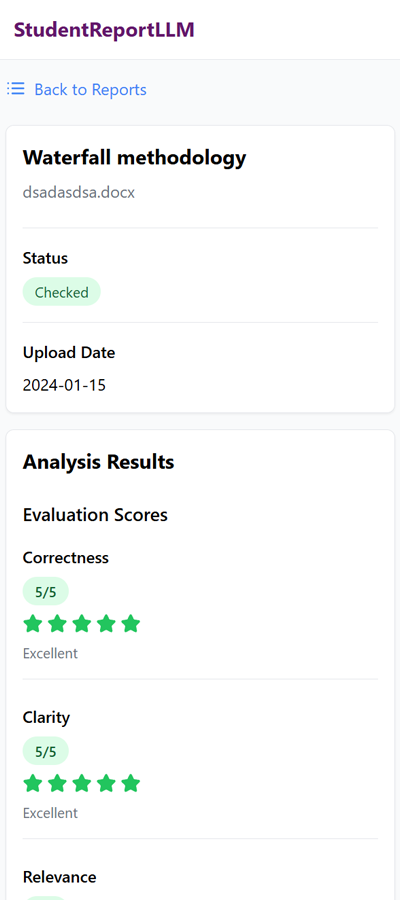 StudentReportLLM
Back to Reports
Waterfall methodology
dsadasdsa.docx
Status
Checked
Upload Date
2024-01-15
Analysis Results
Evaluation Scores
Correctness
5/5
Excellent
Clarity
5/5
Excellent
Relevance